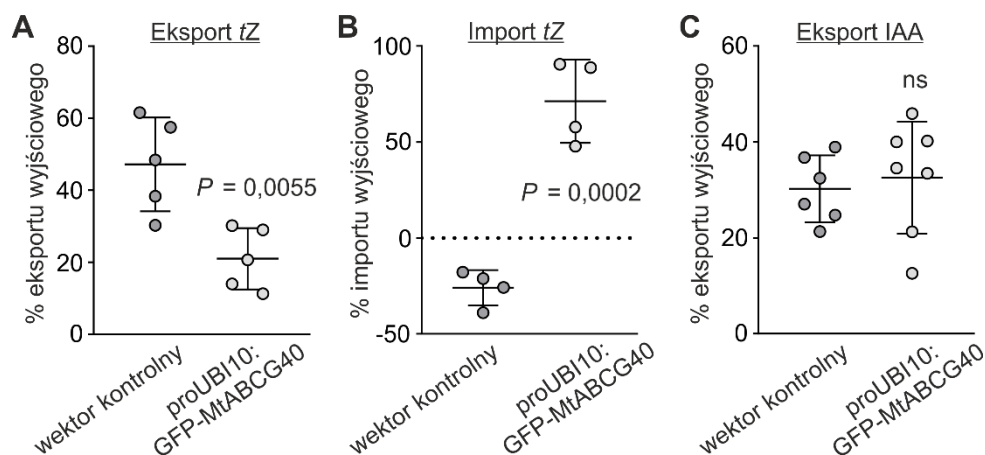 A
Eksport tZ
% eksportu wyjściowego
80
60
40
20
0
P = 0,0055
wektor kontrolny
proUBI10:
GFP-MtABCG40
B
Import tZ
% importu wyjściowego
100
50
0
-50
P = 0,0002
wektor kontrolny
proUBI10:
GFP-MtABCG40
C
Eksport IAA
% eksportu wyjściowego
60
40
20
0
ns
wektor kontrolny
proUBI10:
GFP-MtABCG40